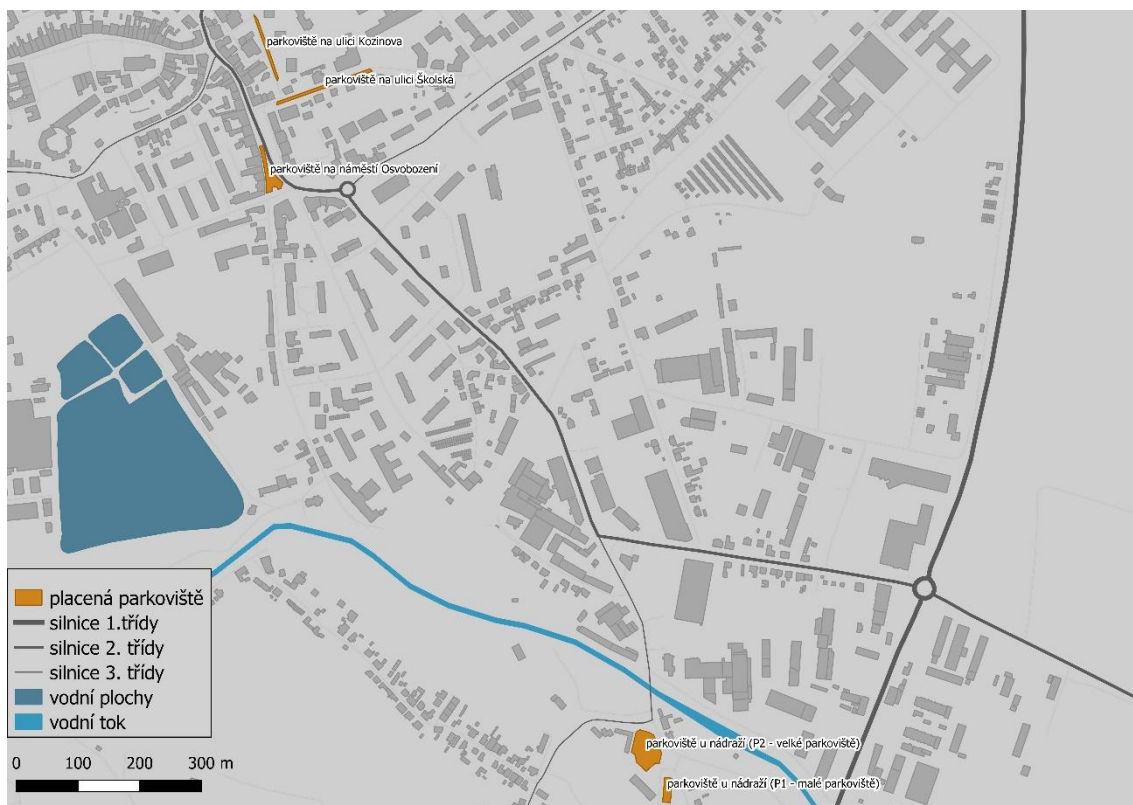 parkoviště na ulici Kozinova
parkoviště na ulici Školská
parkoviště na náměstí Osvobození
placená parkoviště
silnice 1.třídy
silnice 2. třídy
silnice 3. třídy
vodní plochy
vodní tok
0 100 200 300 m
parkoviště u nádraží (P2 - velké parkoviště)
parkoviště u nádraží (P1 - malé parkoviště)